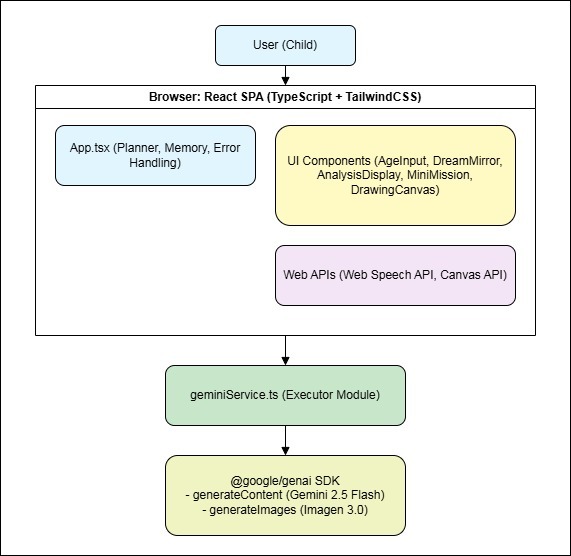 User (Child)
Browser: React SPA (TypeScript + TailwindCSS)
App.tsx (Planner, Memory, Error
Handling)
UI Components (AgeInput, DreamMirror,
AnalysisDisplay, MiniMission,
DrawingCanvas)
Web APIs (Web Speech API, Canvas API)
geminiService.ts (Executor Module)
@google/genai SDK
- generateContent (Gemini 2.5 Flash)
- generateImages (Imagen 3.0)